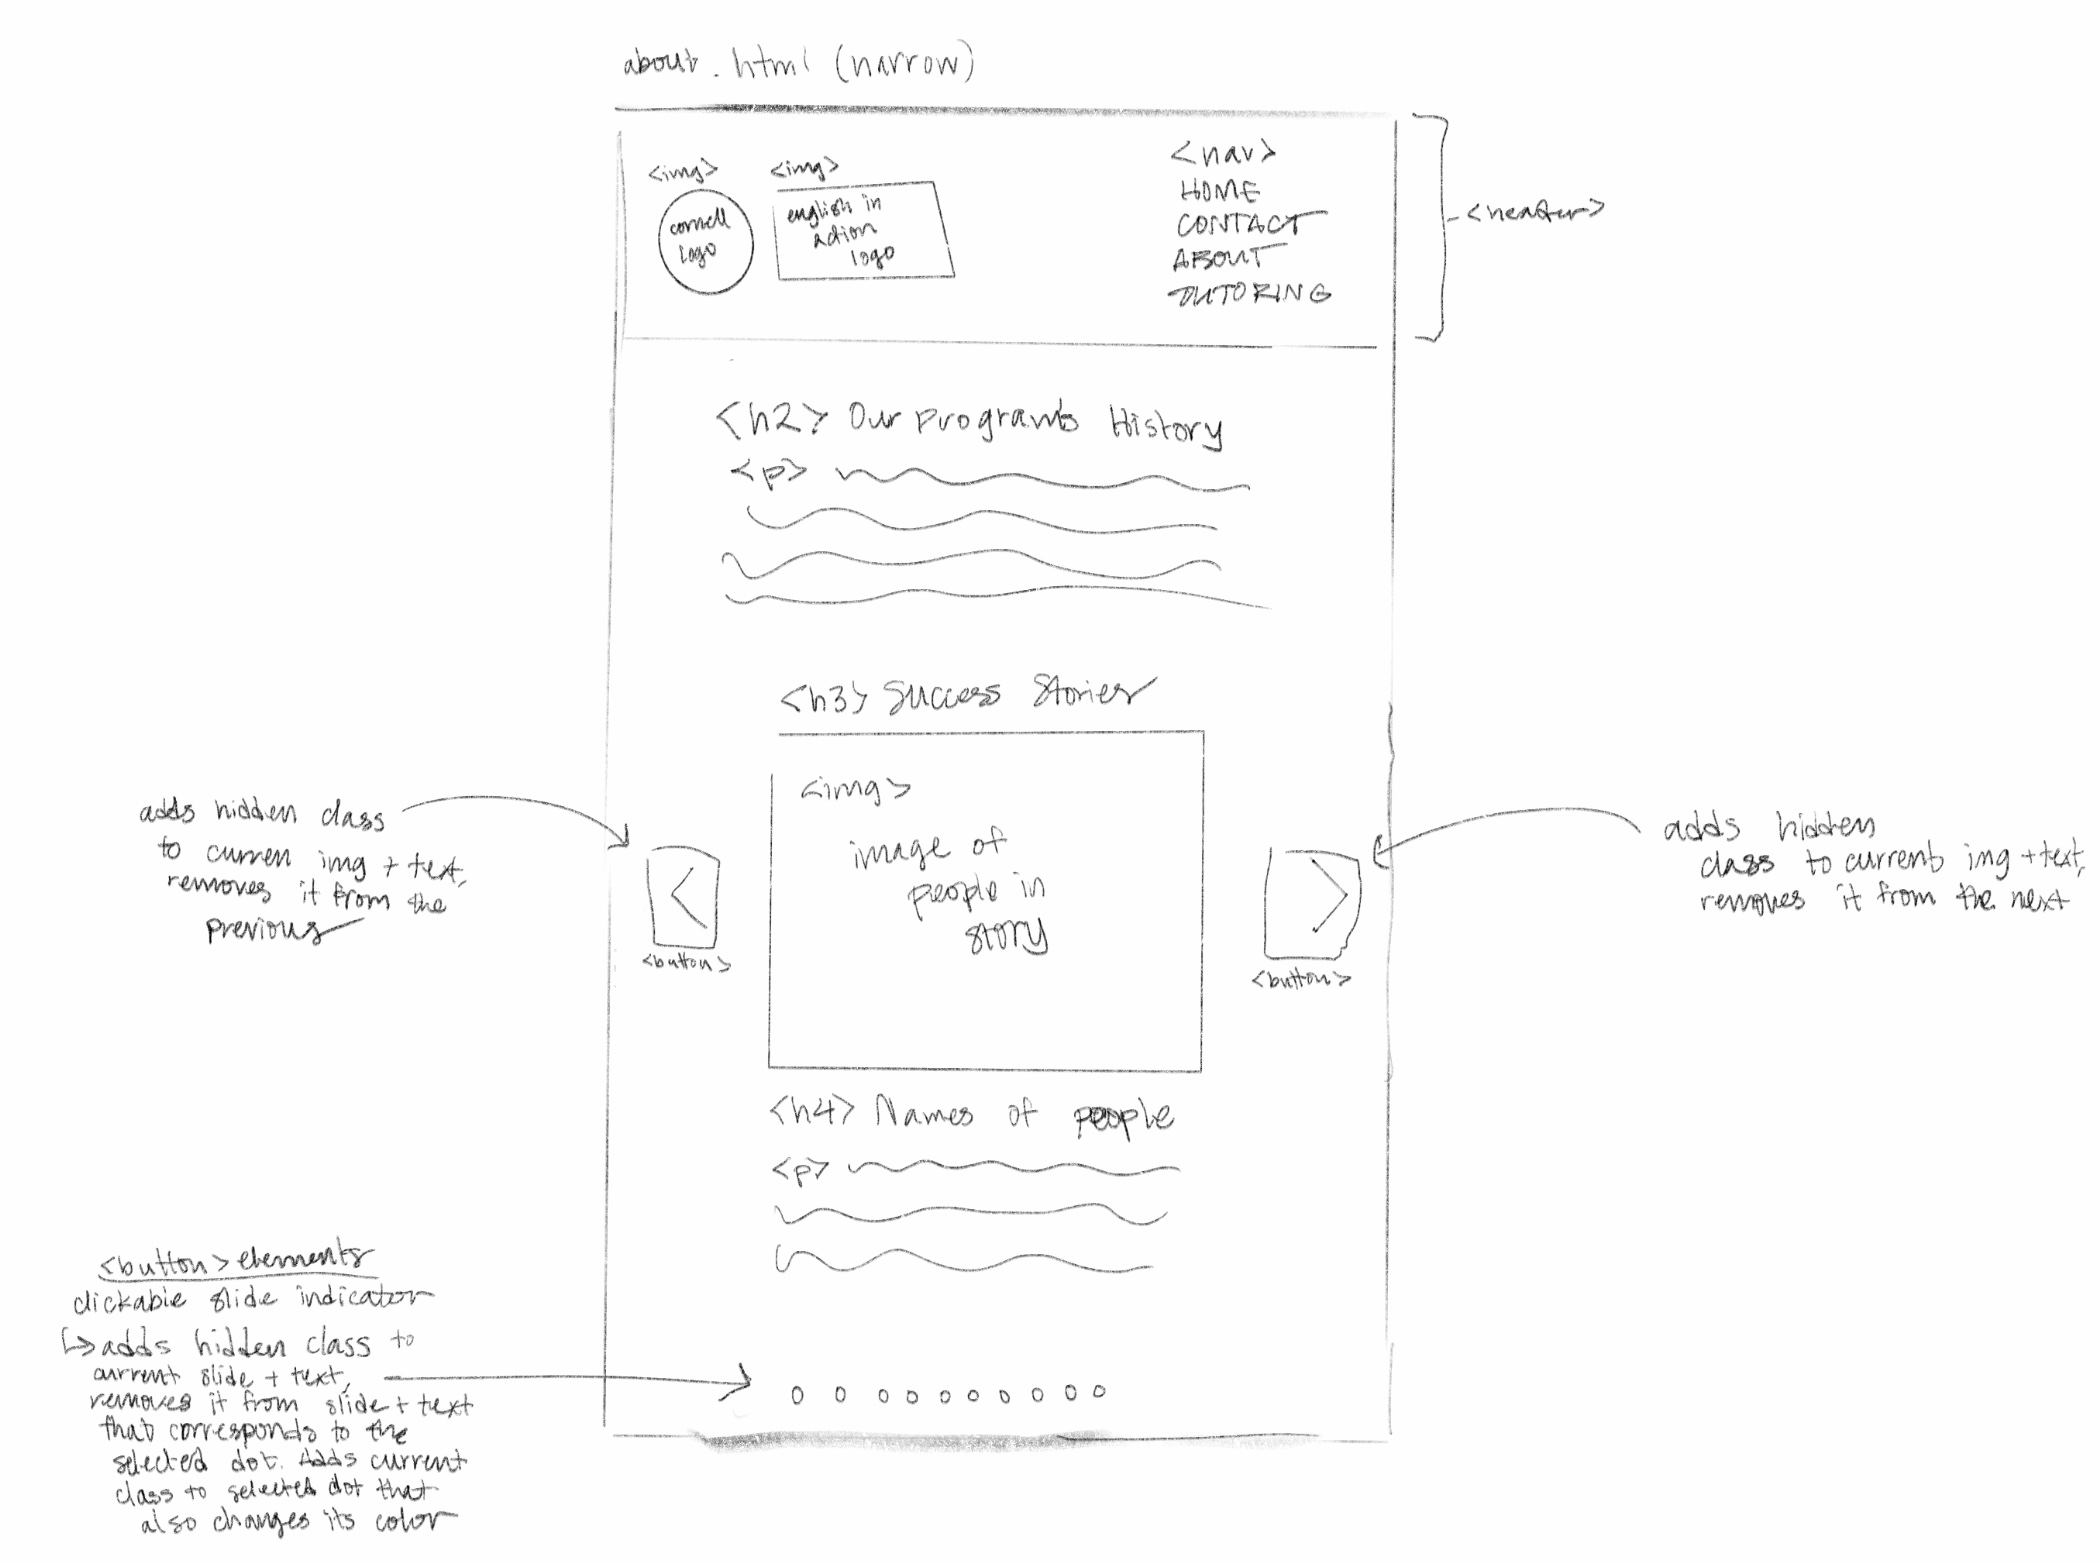 about.html (narrow)
<img>
cornell
logo
<img>
english in
action
logo
<nav>
HOME
CONTACT
ABOUT
TUTORING
<header>
<h2> Our Program's History
<p>
<h3> Success Stories
<img>
image of
people in
story
adds hidden class
to curren img + text,
removes it from the
previous
<
<button>
>
<button>
adds hidden
class to current img + text,
removes it from the next
<h4> Names of people
<p>
<button> elements
clickable slide indicator
↳ adds hidden class to
current slide + text,
removes it from slide + text
that corresponds to the
selected dot. Adds current
class to selected dot that
also changes its color